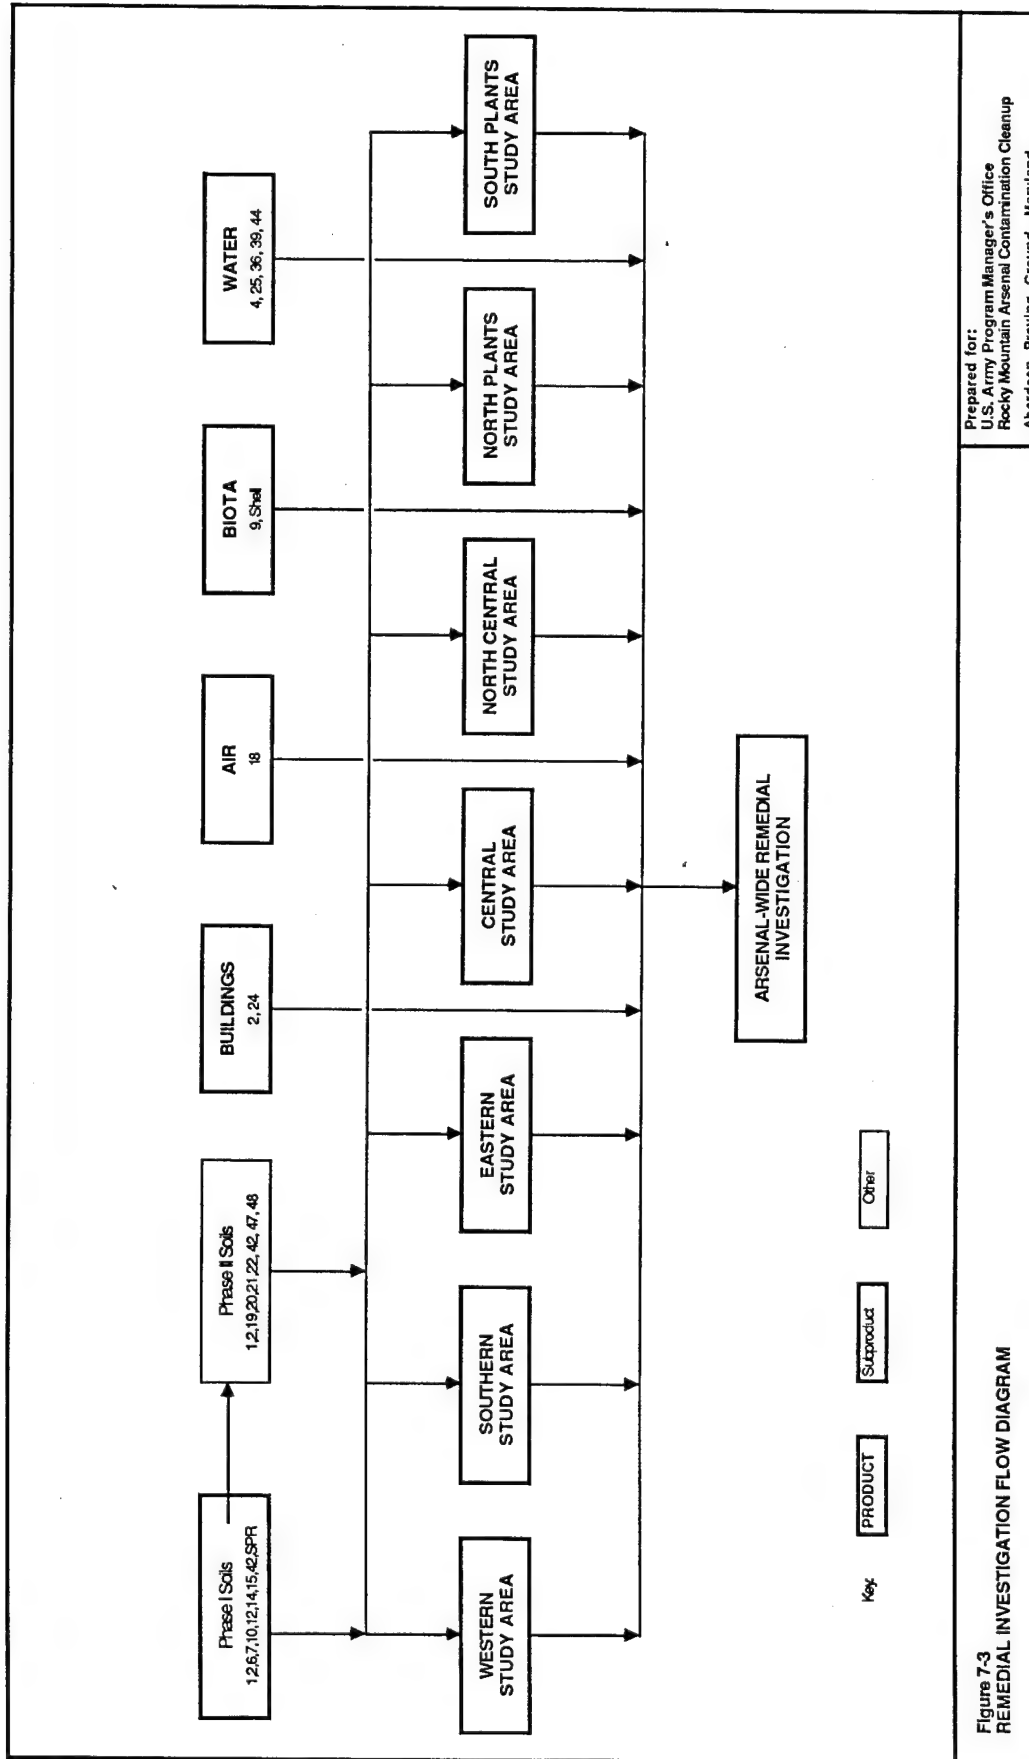 Phase I Soils
1,2,6,7,10,12,14,15,42,SPR
Phase II Soils
1,2,19,20,21,22,42,47,48
BUILDINGS
2,24
AIR
18
BIOTA
9,Shell
WATER
4,25,36,39,44
WESTERN
STUDY AREA
SOUTHERN
STUDY AREA
EASTERN
STUDY AREA
CENTRAL
STUDY AREA
NORTH CENTRAL
STUDY AREA
NORTH PLANTS
STUDY AREA
SOUTH PLANTS
STUDY AREA
ARSENAL-WIDE REMEDIAL
INVESTIGATION
Key:
PRODUCT
Subproduct
Other
Figure 7-3
REMEDIAL INVESTIGATION FLOW DIAGRAM
Prepared for:
U.S. Army Program Manager's Office
Rocky Mountain Arsenal Contamination Cleanup
Aberdeen Proving Ground, Maryland